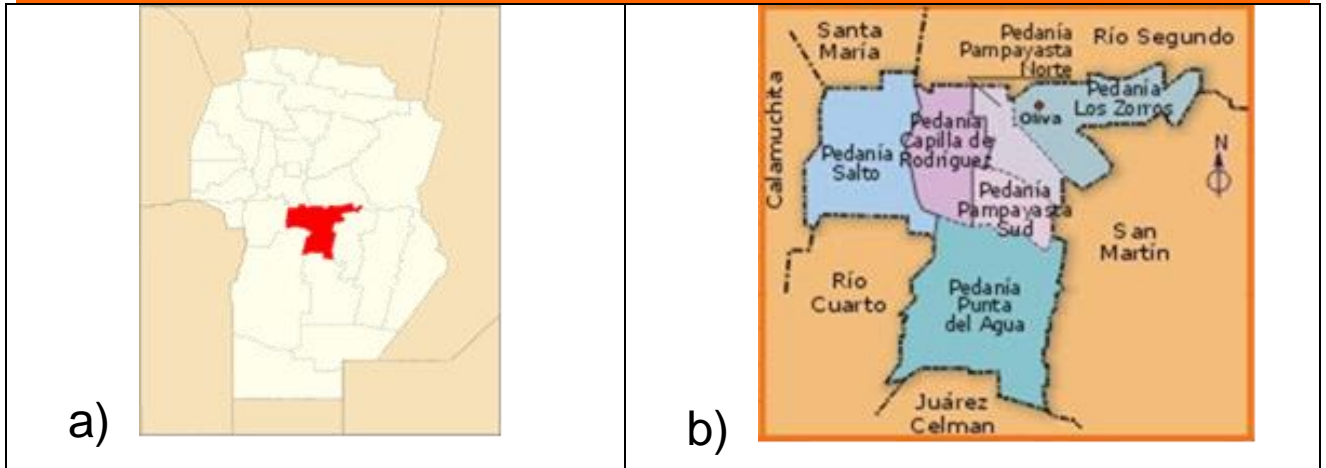 a)
Santa
María
Pedanía
Pampayasta
Norte
Río Segundo
Calamuchita
Pedanía
Los Zorros
Oliva
Pedanía
Capilla de
Rodríguez
Pedanía
Salto
N
Pedanía
Pampayasta
Sud
San
Martín
Río
Cuarto
Pedanía
Punta
del Agua
Juárez
Celman
b)